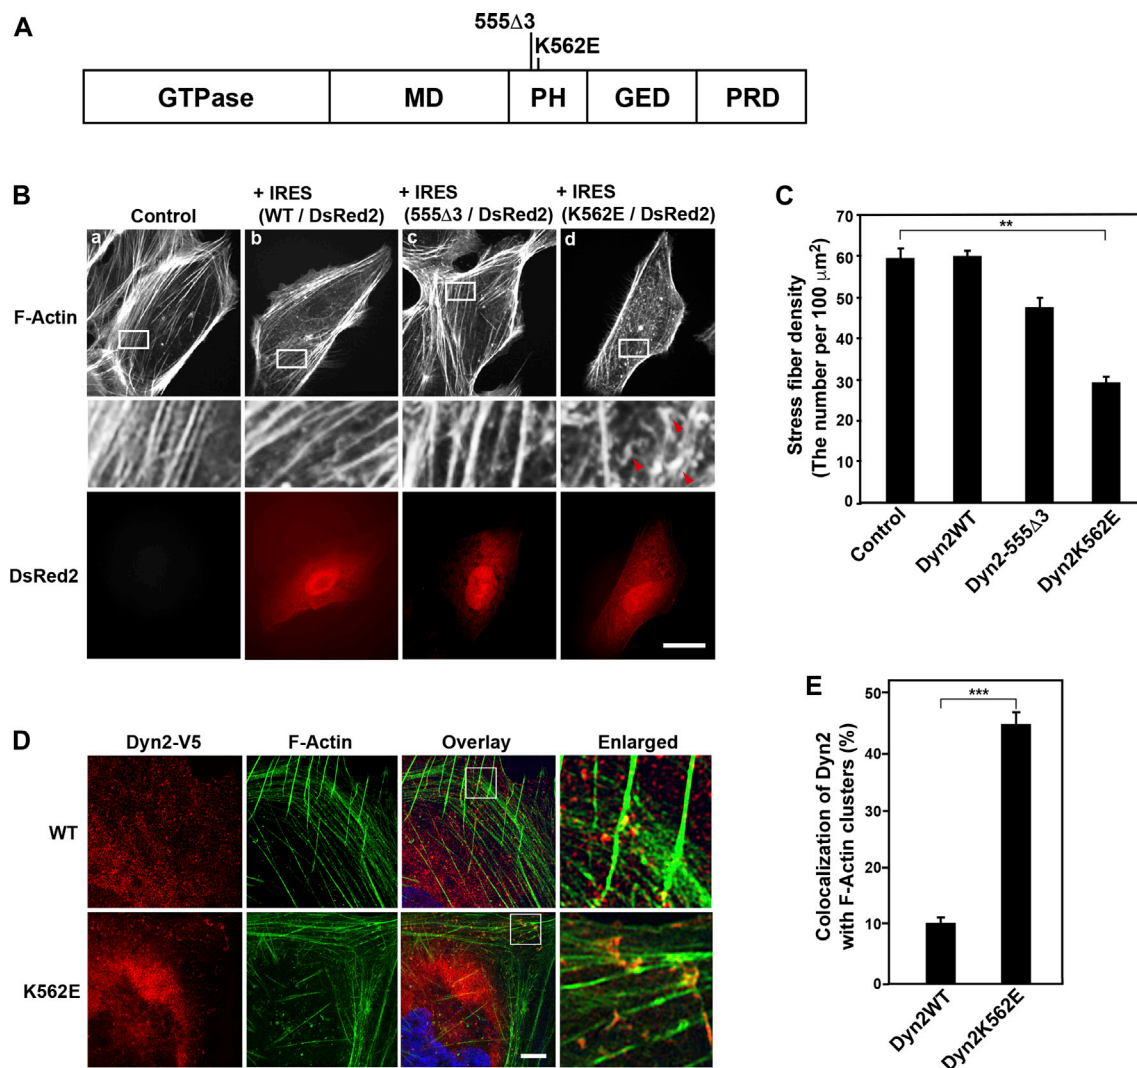 A
555Δ3
K562E
GTPase MD PH GED PRD
B
Control
+ IRES
(WT / DsRed2)
+ IRES
(555Δ3 / DsRed2)
+ IRES
(K562E / DsRed2)
a b c d
F-Actin
DsRed2
C
Stress fiber density
(The number per 100 μm²)
70
60
50
40
30
20
10
0
**
Control
Dyn2WT
Dyn2-555Δ3
Dyn2K562E
D
Dyn2-V5 F-Actin Overlay Enlarged
WT
K562E
E
Colocalization of Dyn2
with F-Actin clusters (%)
50
40
30
20
10
0
***
Dyn2WT
Dyn2K562E